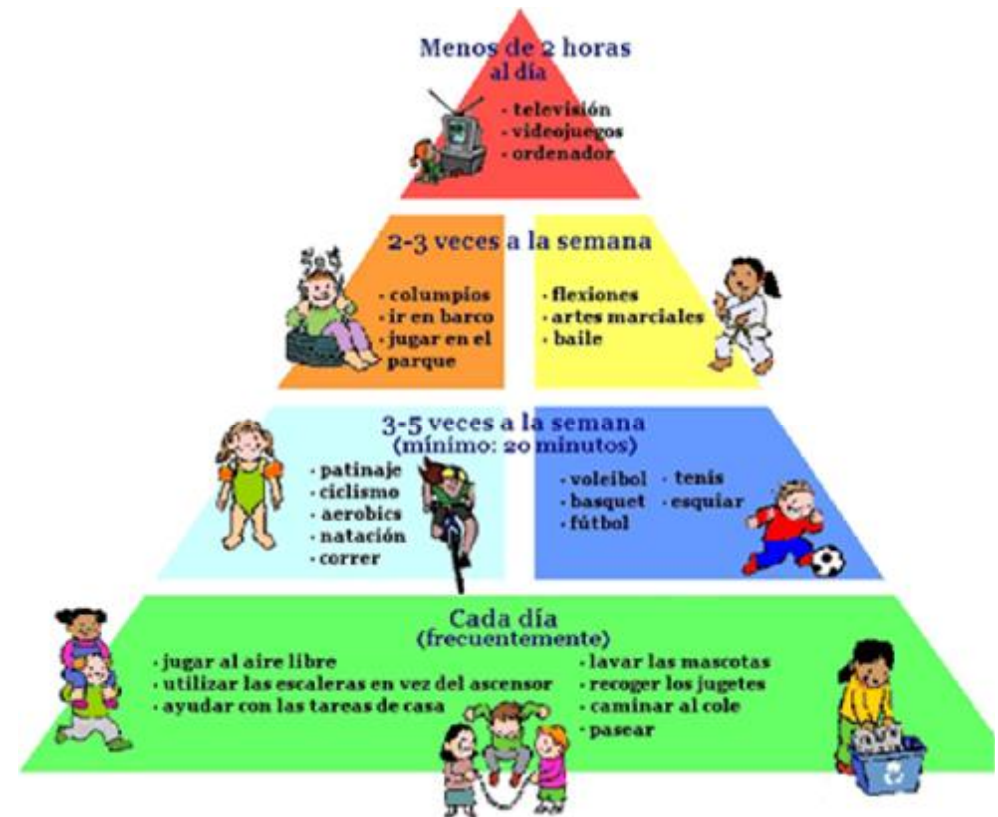 Menos de 2 horas
al día
· televisión
· videojuegos
· ordenador
2-3 veces a la semana
· columpios
· ir en barco
· jugar en el
parque
· flexiones
· artes marciales
· baile
3-5 veces a la semana
(mínimo: 20 minutos)
· patinaje
· ciclismo
· aerobics
· natación
· correr
· voleibol · tenis
· basquet · esquiar
· fútbol
Cada día
(frecuentemente)
· jugar al aire libre
· utilizar las escaleras en vez del ascensor
· ayudar con las tareas de casa
· lavar las mascotas
· recoger los jugetes
· caminar al cole
· pasear